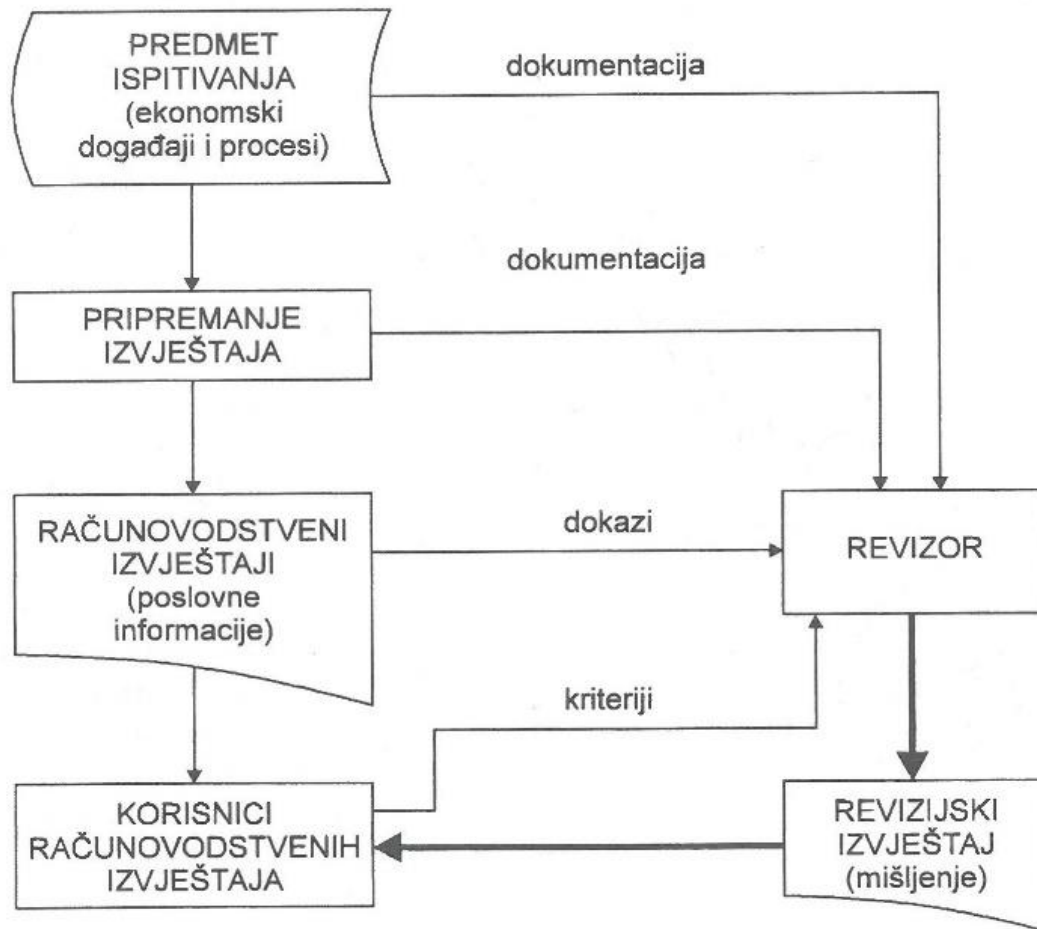 PREDMET
ISPITIVANJA
(ekonomski
događaji i procesi)
dokumentacija
dokumentacija
PRIPREMANJE
IZVJEŠTAJA
RAČUNOVODSTVENI
IZVJEŠTAJI
(poslovne
informacije)
dokazi
REVIZOR
kriteriji
KORISNICI
RAČUNOVODSTVENIH
IZVJEŠTAJA
REVIZIJSKI
IZVJEŠTAJ
(mišljenje)